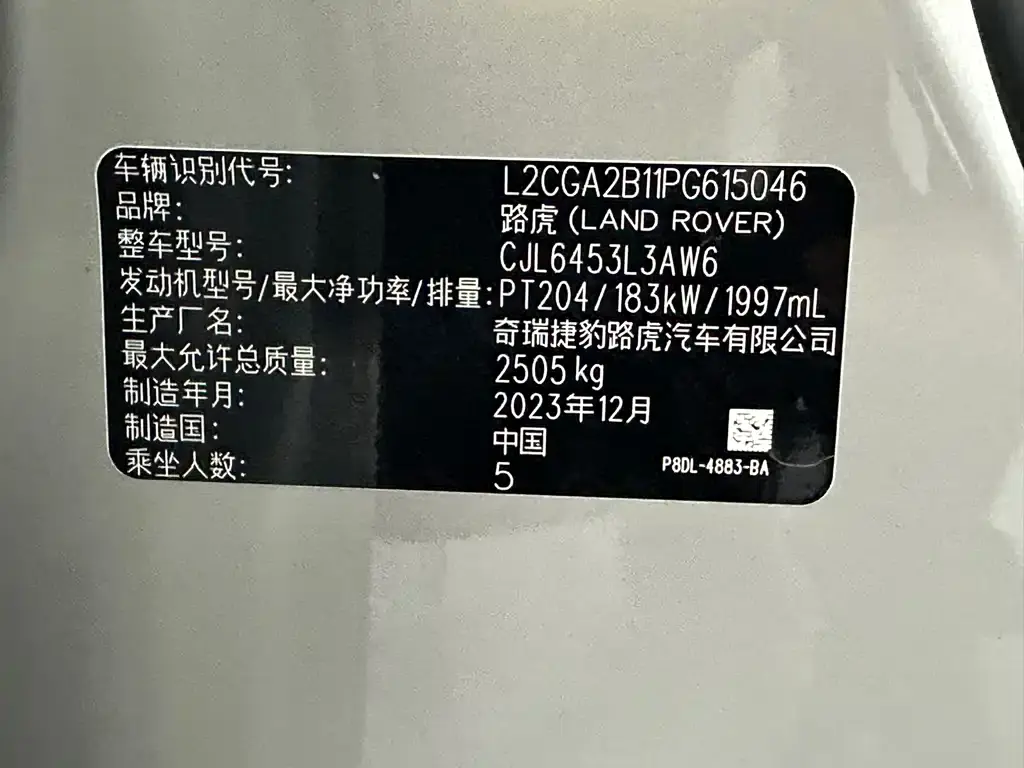 车辆识别代号: L2CGA2B11PG615046
品牌: 路虎 (LAND ROVER)
整车型号: CJL6453L3AW6
发动机型号/最大净功率/排量: PT204/183kW/1997mL
生产厂名: 奇瑞捷豹路虎汽车有限公司
最大允许总质量: 2505kg
制造年月: 2023年12月
制造国: 中国
P8DL-4883-BA
乘坐人数: 5